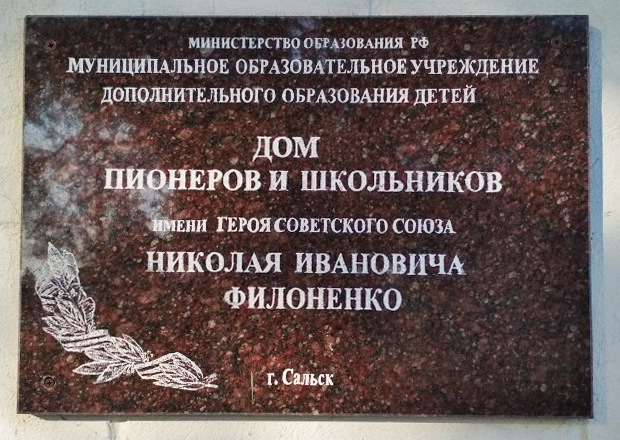 МИНИСТЕРСТВО ОБРАЗОВАНИЯ РФ
МУНИЦИПАЛЬНОЕ ОБРАЗОВАТЕЛЬНОЕ УЧРЕЖДЕНИЕ
ДОПОЛНИТЕЛЬНОГО ОБРАЗОВАНИЯ ДЕТЕЙ
ДОМ
ПИОНЕРОВ И ШКОЛЬНИКОВ
ИМЕНИ ГЕРОЯ СОВЕТСКОГО СОЮЗА
НИКОЛАЯ ИВАНОВИЧА
ФИЛОНЕНКО
г. Сальск